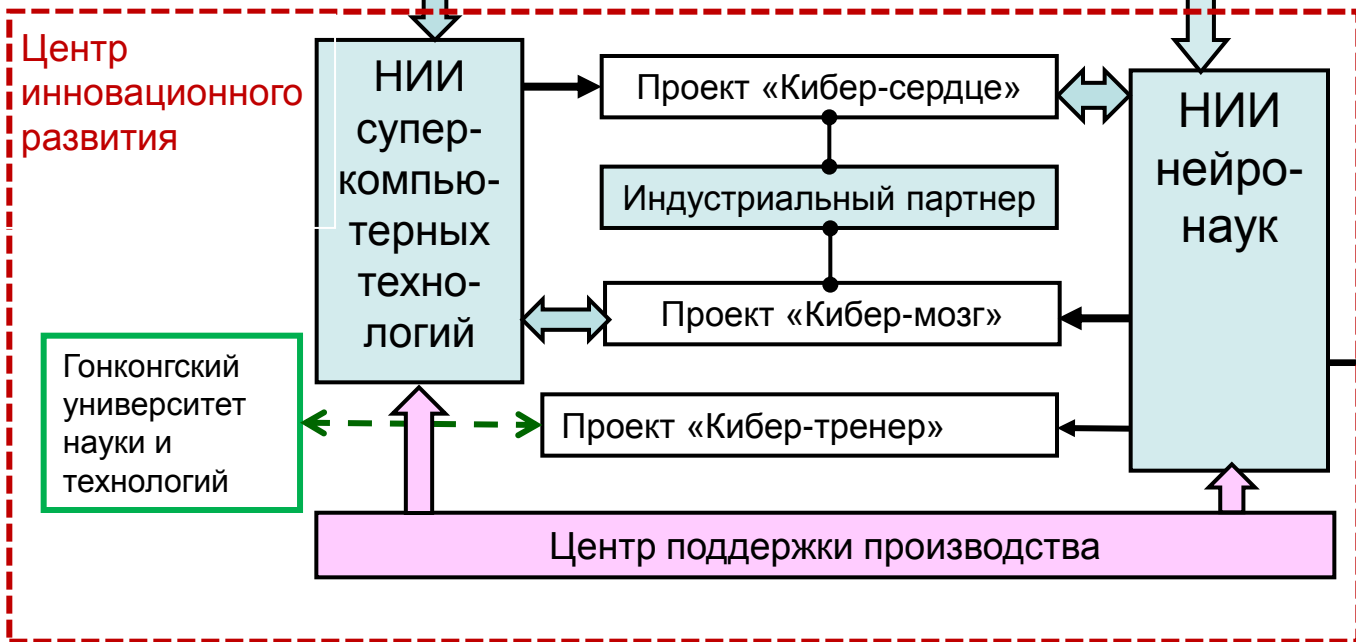 Центр
инновационного
развития
НИИ
супер-
компью-
терных
техно-
логий
Проект «Кибер-сердце»
Индустриальный партнер
Проект «Кибер-мозг»
Проект «Кибер-тренер»
НИИ
нейро-
наук
Гонконгский
университет
науки и
технологий
Центр поддержки производства